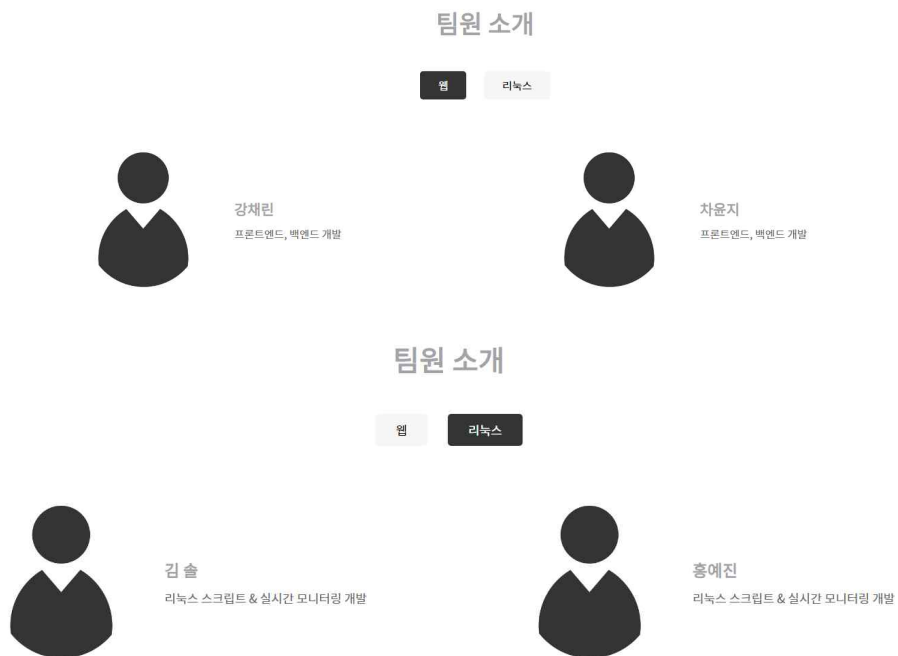 팀원 소개
웹 리눅스
강채린 차윤지
프론트엔드, 백엔드 개발 프론트엔드, 백엔드 개발
팀원 소개
웹 리눅스
김 솔 홍예진
리눅스 스크립트 & 실시간 모니터링 개발 리눅스 스크립트 & 실시간 모니터링 개발